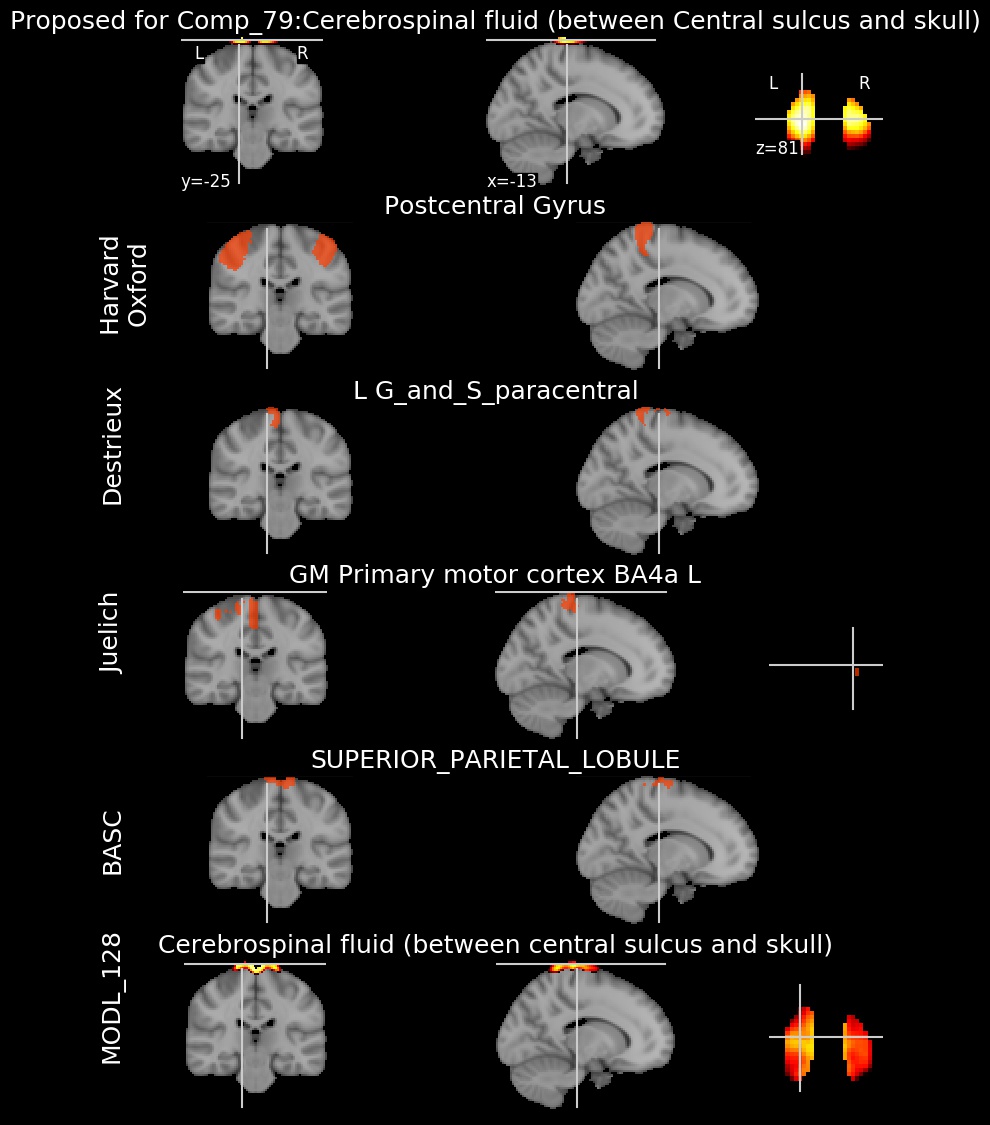 Proposed for Comp_79:Cerebrospinal fluid (between Central sulcus and skull)
L R
L R
z=81
y=-25
x=-13
Postcentral Gyrus
Harvard
Oxford
L G_and_S_paracentral
Destrieux
GM Primary motor cortex BA4a L
Juelich
SUPERIOR_PARIETAL_LOBULE
BASC
Cerebrospinal fluid (between central sulcus and skull)
MODL_128